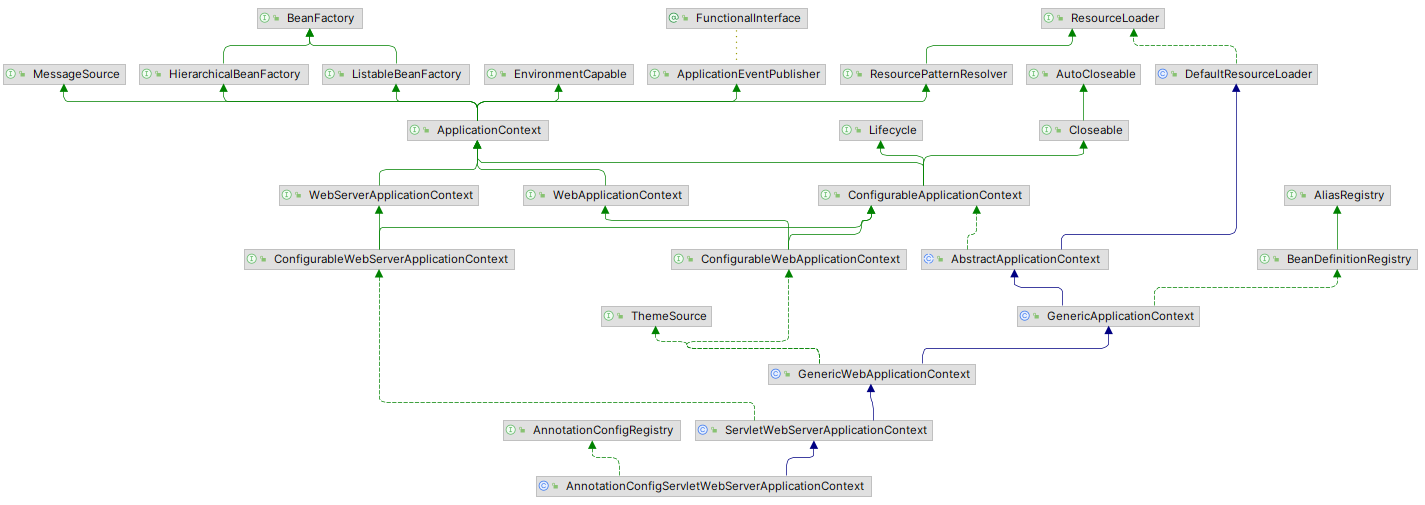 BeanFactory
FunctionalInterface
ResourceLoader
MessageSource
HierarchicalBeanFactory
ListableBeanFactory
EnvironmentCapable
ApplicationEventPublisher
ResourcePatternResolver
AutoCloseable
DefaultResourceLoader
ApplicationContext
Lifecycle
Closeable
WebServerApplicationContext
WebApplicationContext
ConfigurableApplicationContext
AliasRegistry
ConfigurableWebServerApplicationContext
ConfigurableWebApplicationContext
AbstractApplicationContext
BeanDefinitionRegistry
ThemeSource
GenericApplicationContext
GenericWebApplicationContext
AnnotationConfigRegistry
ServletWebServerApplicationContext
AnnotationConfigServletWebServerApplicationContext